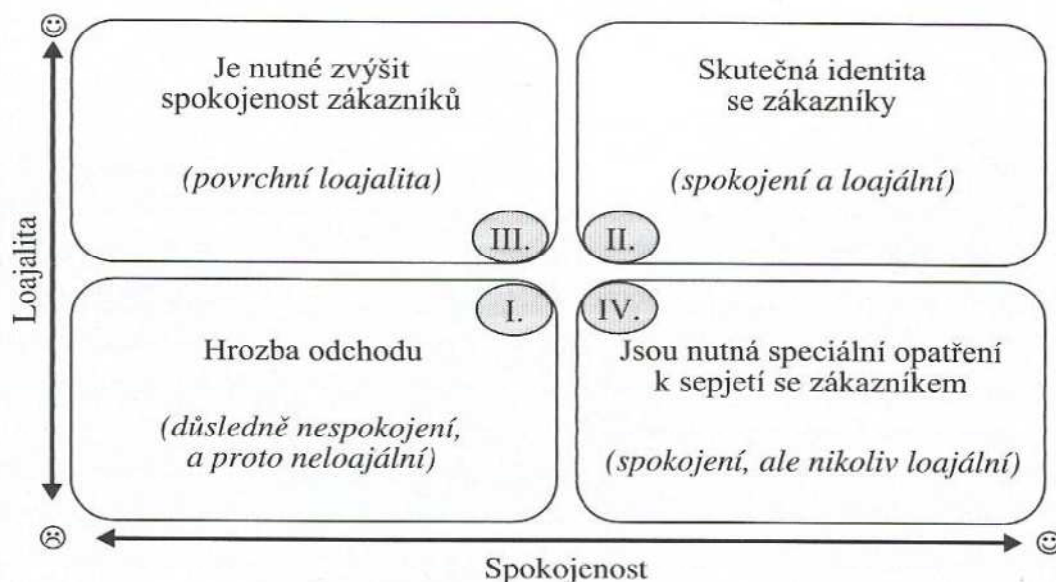 Je nutné zvýšit
spokojenost zákazníků
(povrchní loajalita)
III.
Skutečná identita
se zákazníky
(spokojení a loajální)
II.
Loajalita
I.
Hrozba odchodu
(důsledně nespokojení,
a proto neloajální)
IV.
Jsou nutná speciální opatření
k sepjetí se zákazníkem
(spokojení, ale nikoliv loajální)
Spokojenost